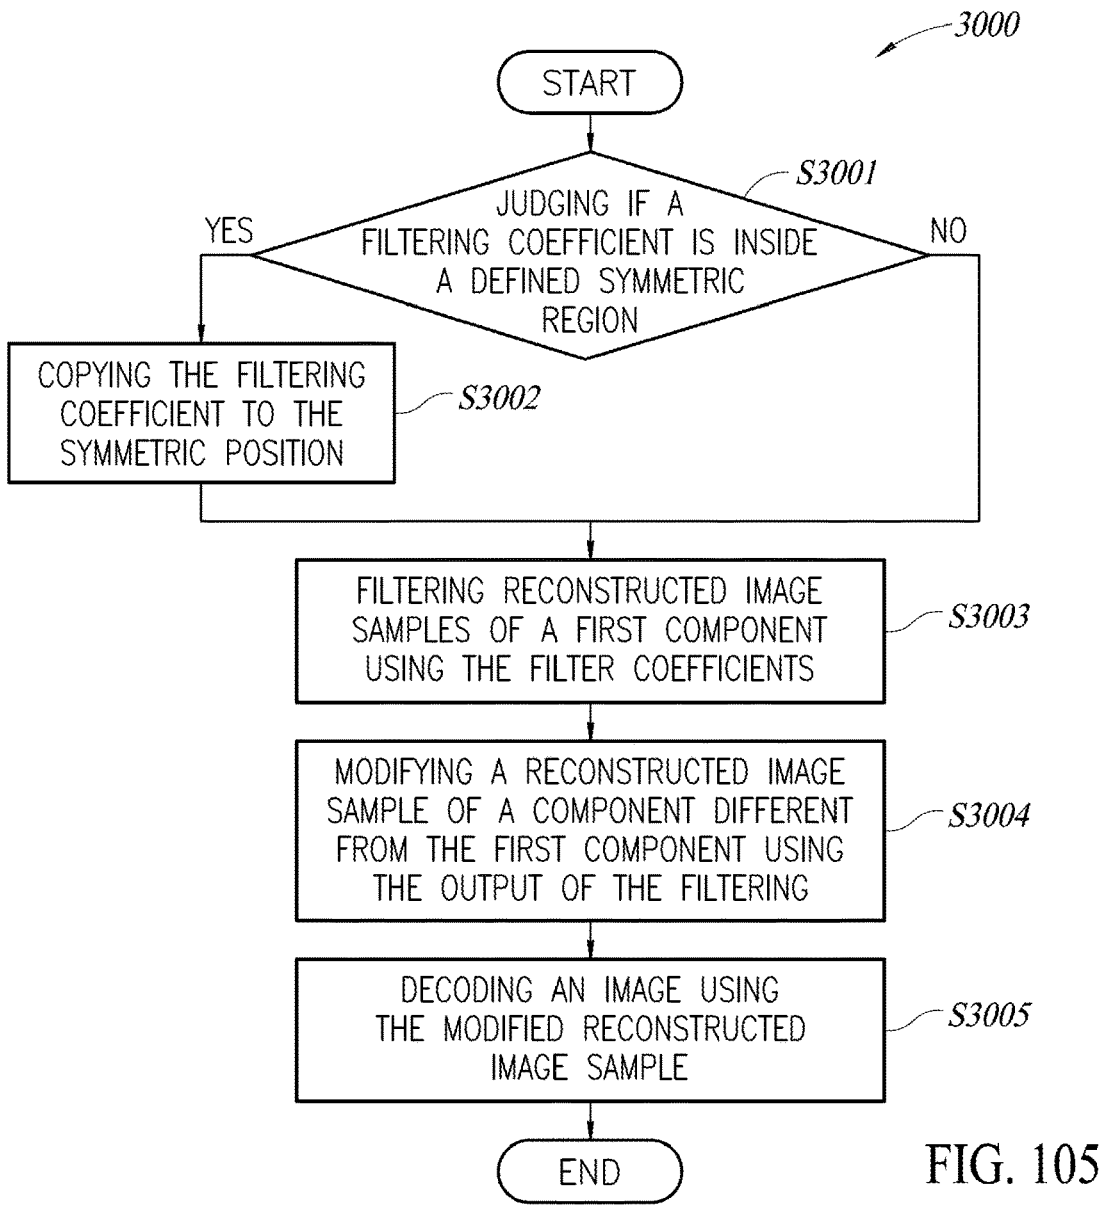 3000
START
S3001
JUDGING IF A
FILTERING COEFFICIENT IS INSIDE
A DEFINED SYMMETRIC
REGION
YES
NO
COPYING THE FILTERING
COEFFICIENT TO THE
SYMMETRIC POSITION
S3002
FILTERING RECONSTRUCTED IMAGE
SAMPLES OF A FIRST COMPONENT
USING THE FILTER COEFFICIENTS
S3003
MODIFYING A RECONSTRUCTED IMAGE
SAMPLE OF A COMPONENT DIFFERENT
FROM THE FIRST COMPONENT USING
THE OUTPUT OF THE FILTERING
S3004
DECODING AN IMAGE USING
THE MODIFIED RECONSTRUCTED
IMAGE SAMPLE
S3005
END
FIG. 105